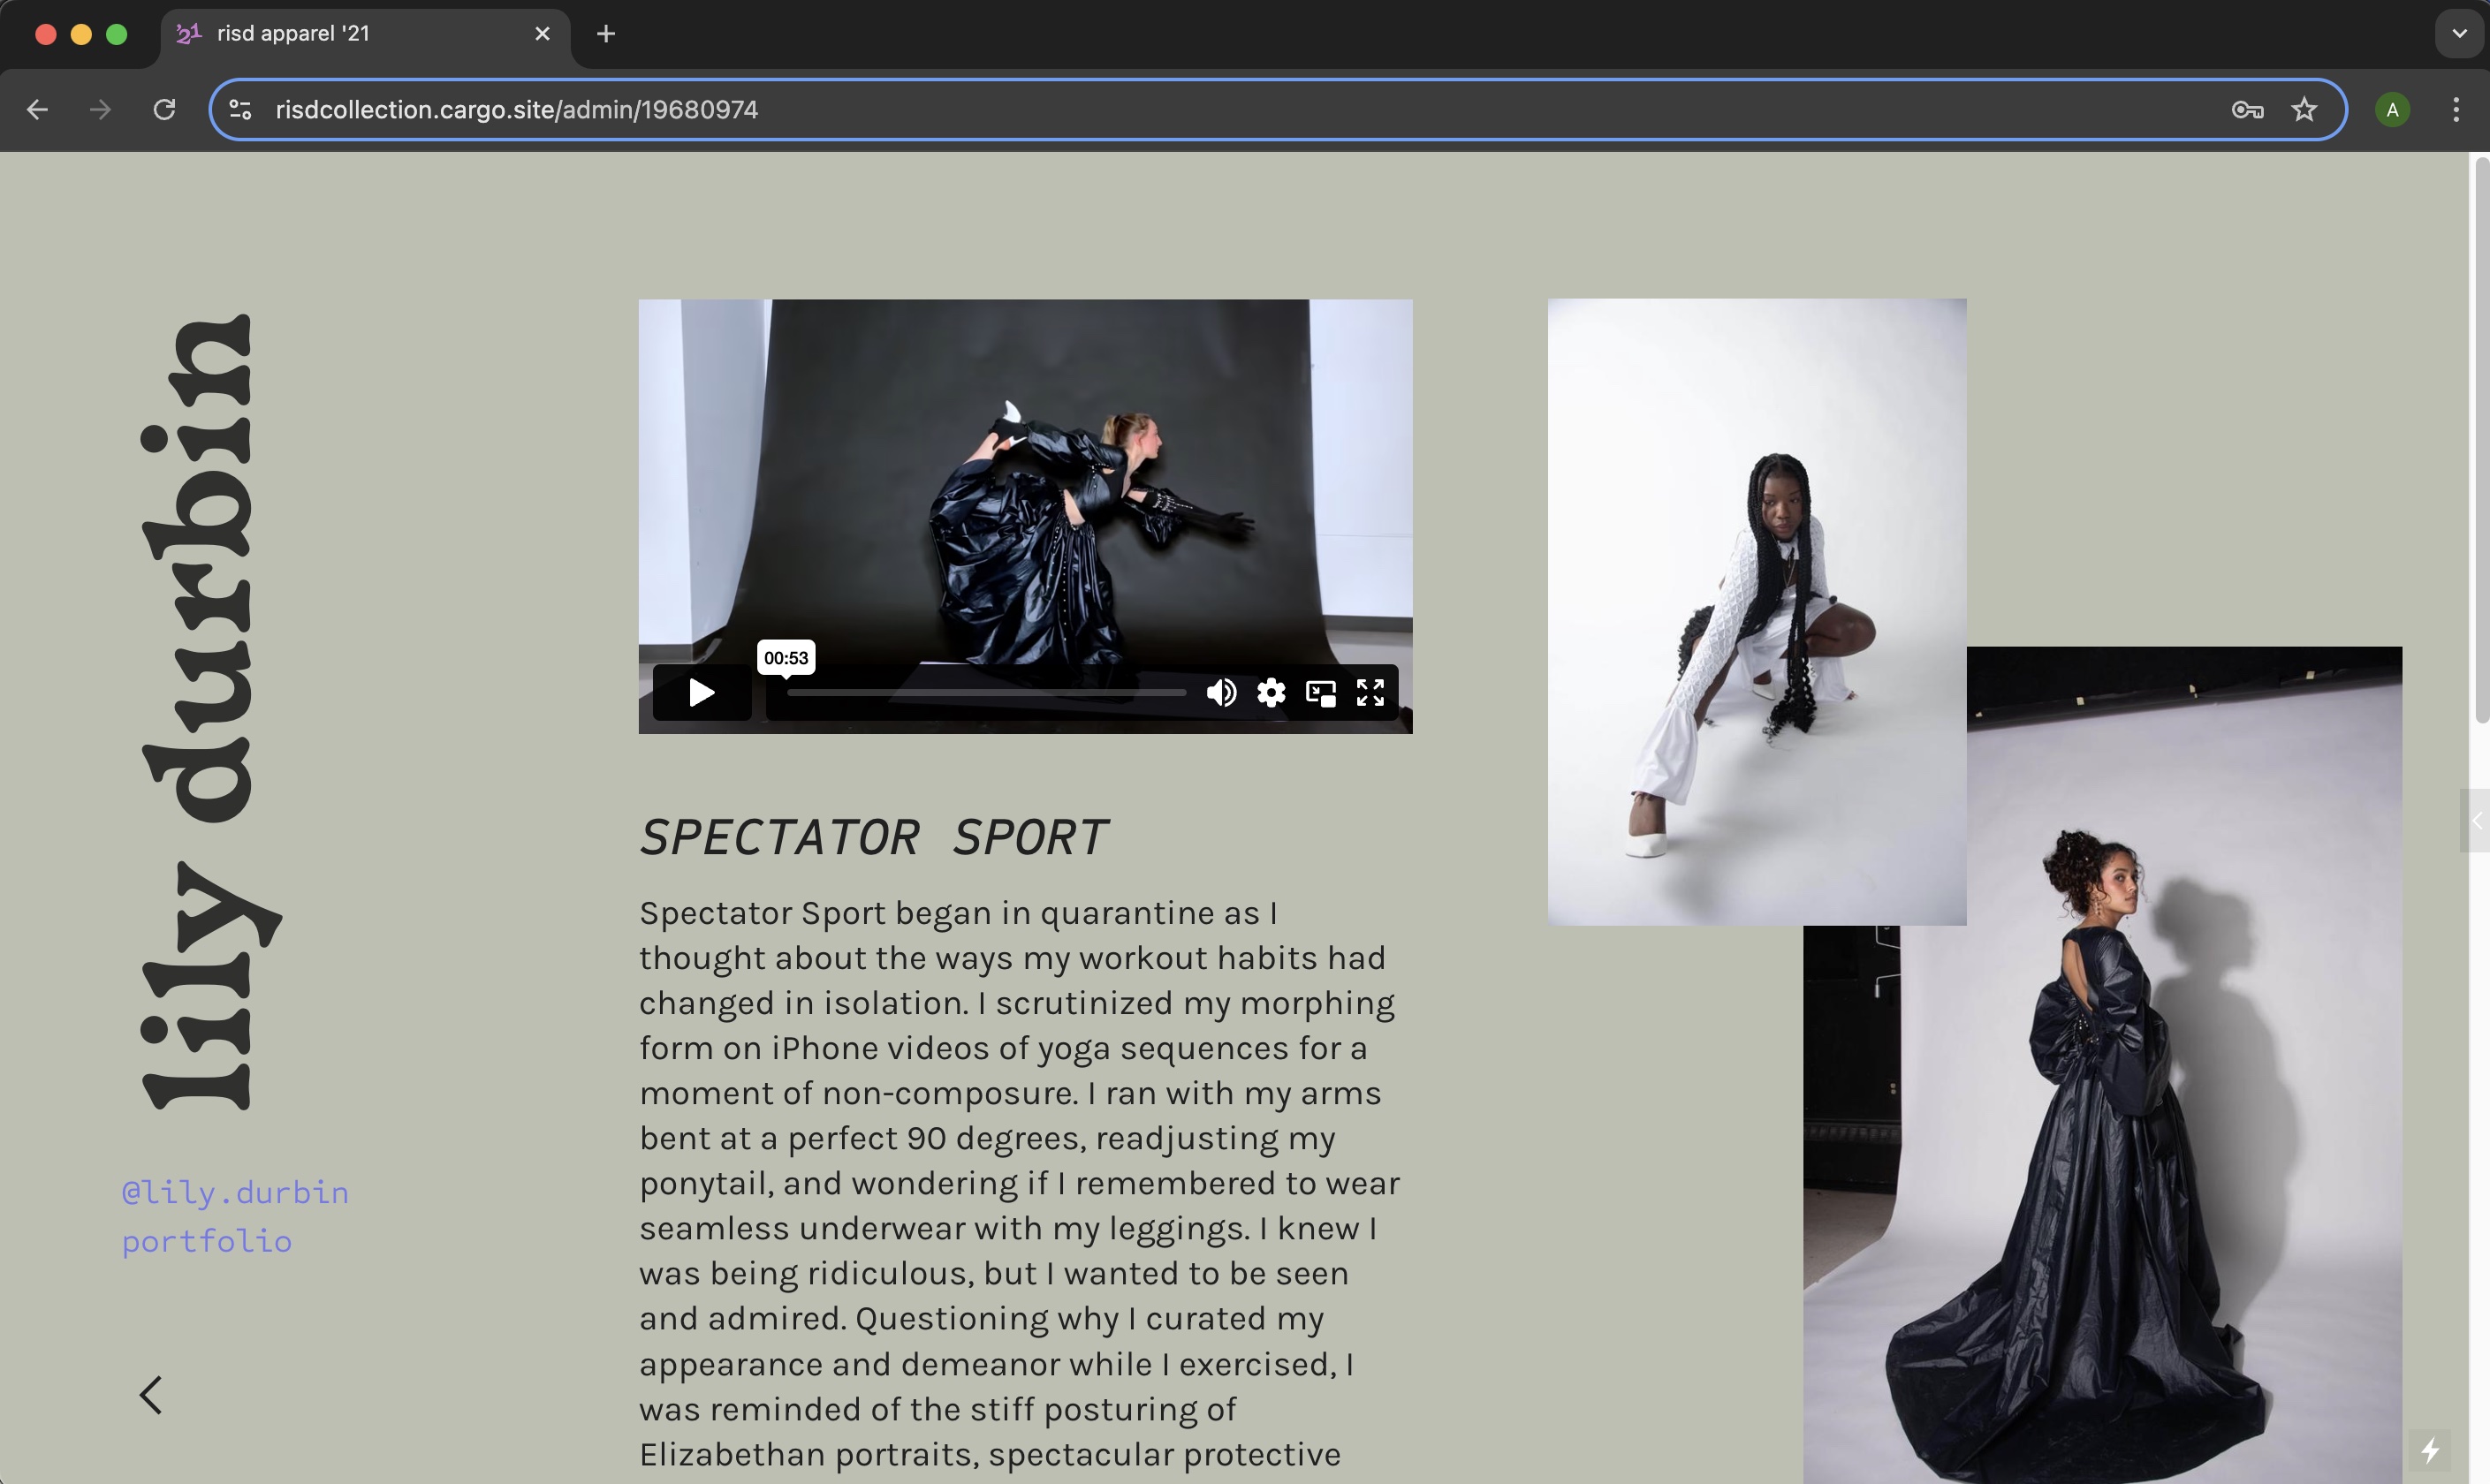 risd apparel '21
risdcollection.cargo.site/admin/19680974
A
lily durbin
@lily.durbin
portfolio
00:53
SPECTATOR SPORT
Spectator Sport began in quarantine as I
thought about the ways my workout habits had
changed in isolation. I scrutinized my morphing
form on iPhone videos of yoga sequences for a
moment of non-composure. I ran with my arms
bent at a perfect 90 degrees, readjusting my
ponytail, and wondering if I remembered to wear
seamless underwear with my leggings. I knew I
was being ridiculous, but I wanted to be seen
and admired. Questioning why I curated my
appearance and demeanor while I exercised, I
was reminded of the stiff posturing of
Elizabethan portraits, spectacular protective